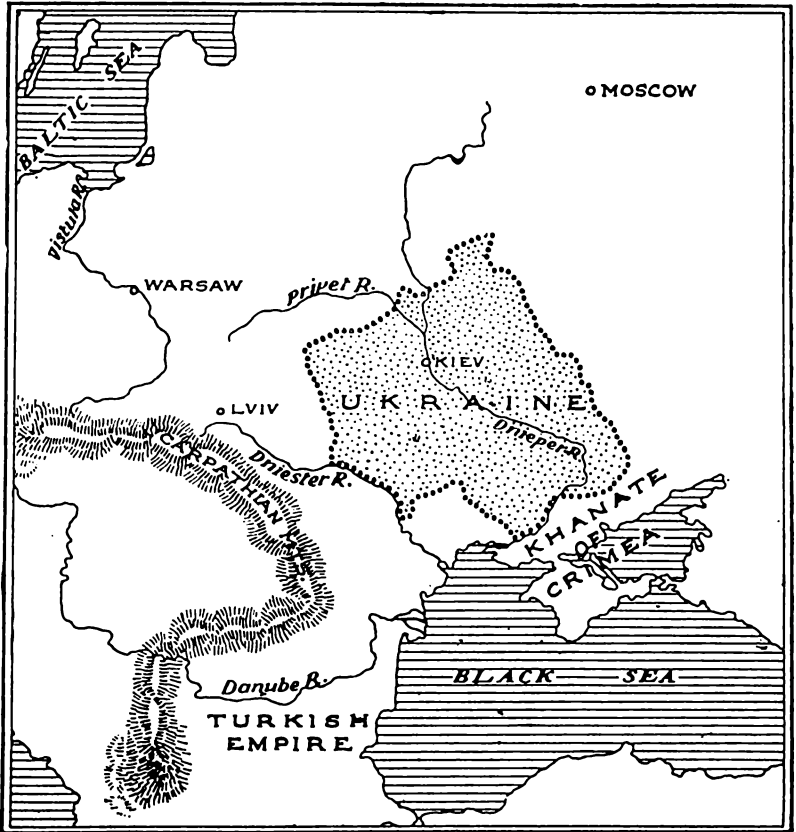 BALTIC SEA
MOSCOW
Vistula R.
WARSAW
Pripet R.
KIEV
UKRAINE
LVIV
Dnieper R.
CARPATHIAN MTS.
Dniester R.
KHANATE
OF
CRIMEA
BLACK SEA
Danube R.
TURKISH
EMPIRE